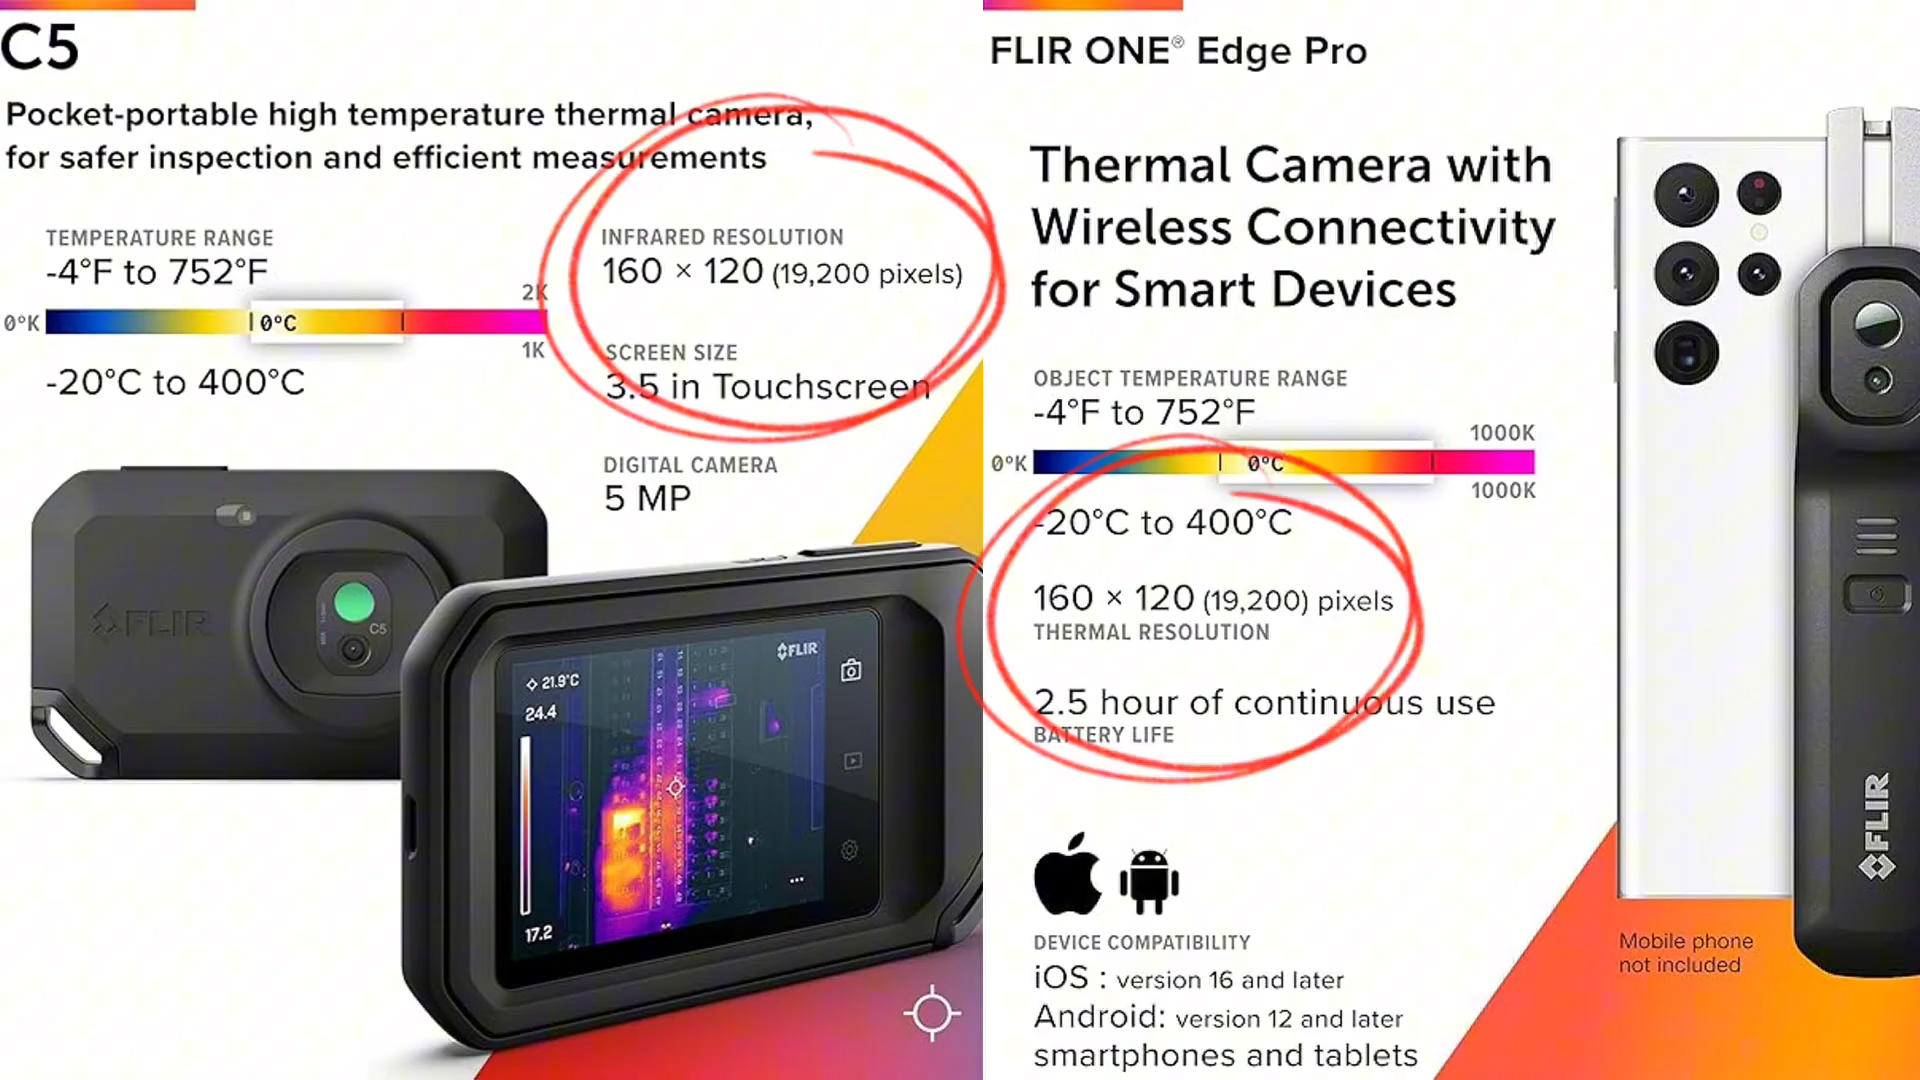 C5
Pocket-portable high temperature thermal camera,
for safer inspection and efficient measurements
TEMPERATURE RANGE
-4°F to 752°F
2K
0°K
0°C
1K
-20°C to 400°C
INFRARED RESOLUTION
160 × 120 (19,200 pixels)
SCREEN SIZE
3.5 in Touchscreen
DIGITAL CAMERA
5 MP
FLIR
C5
FLIR
21.9°C
24.4
17.2
FLIR ONE® Edge Pro
Thermal Camera with
Wireless Connectivity
for Smart Devices
OBJECT TEMPERATURE RANGE
-4°F to 752°F
1000K
0°K
0°C
1000K
-20°C to 400°C
160 × 120 (19,200) pixels
THERMAL RESOLUTION
2.5 hour of continuous use
BATTERY LIFE
DEVICE COMPATIBILITY
iOS : version 16 and later
Android: version 12 and later
smartphones and tablets
FLIR
Mobile phone
not included